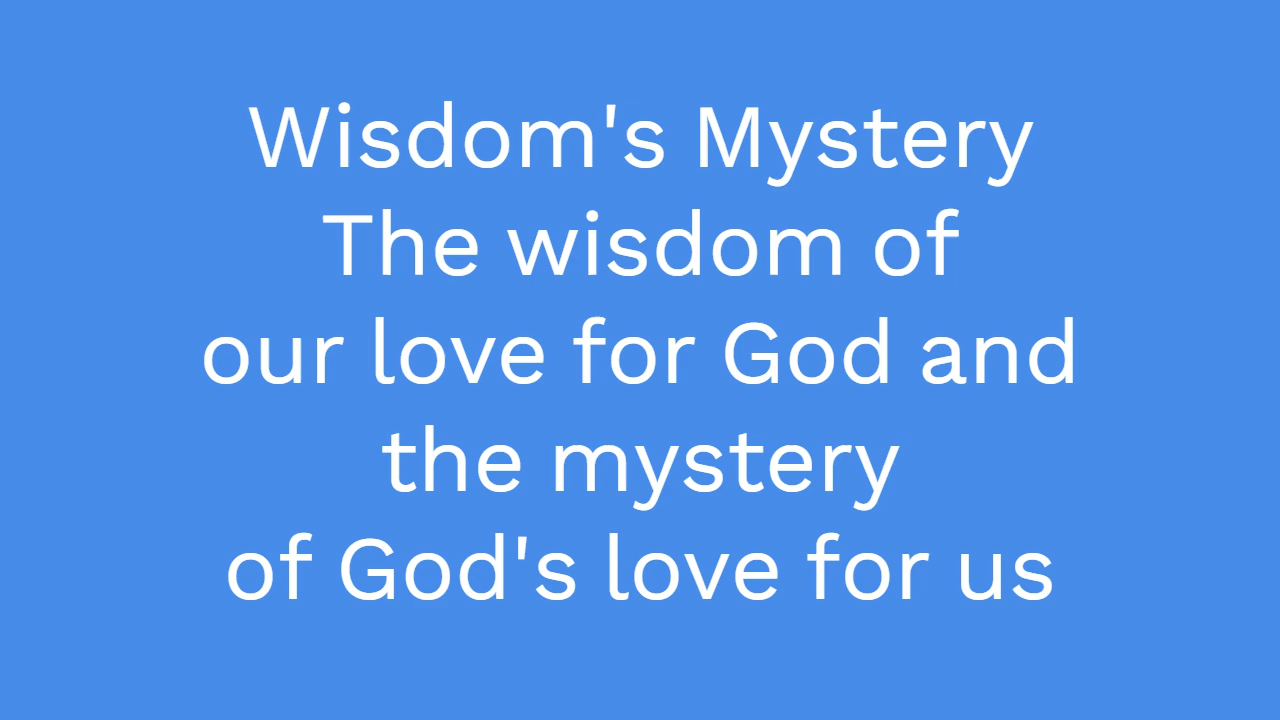 Wisdom's Mystery
The wisdom of
our love for God and
the mystery
of God's love for us